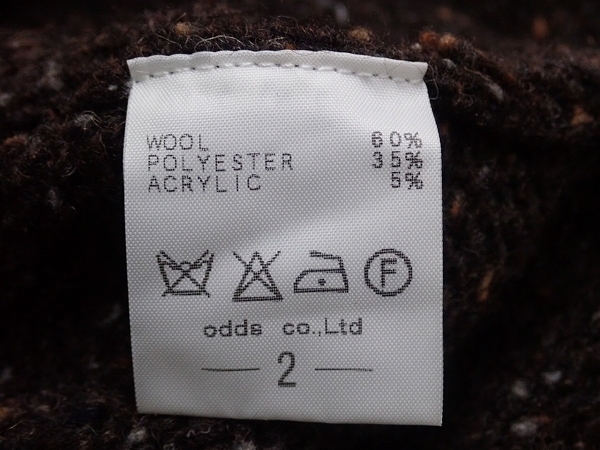 WOOL 60%
POLYESTER 35%
ACRYLIC 5%
F
odds co.,Ltd
2